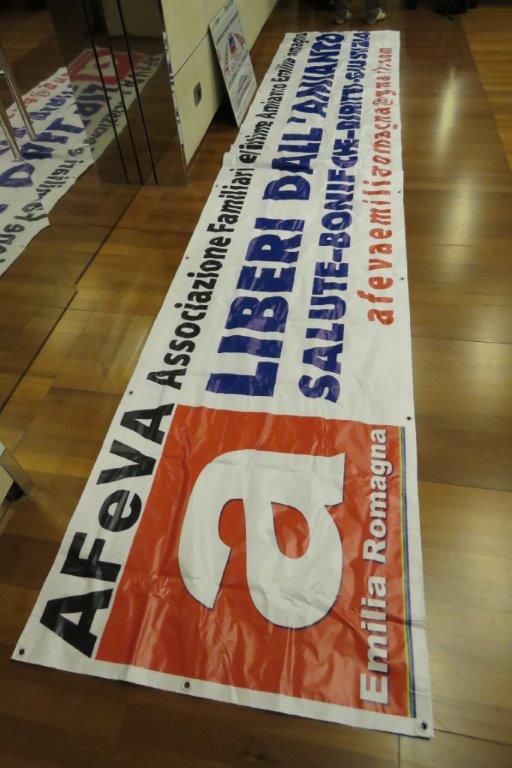 AFeVA Associazione Familiari e Vittime Amianto Emilia Romagna
LIBERI DALL'AMIANTO
SALUTE-BONIFICHE-DIRITTI-GIUSTIZIA
afevaemiliaromagna@gmail.com
a
Emilia Romagna